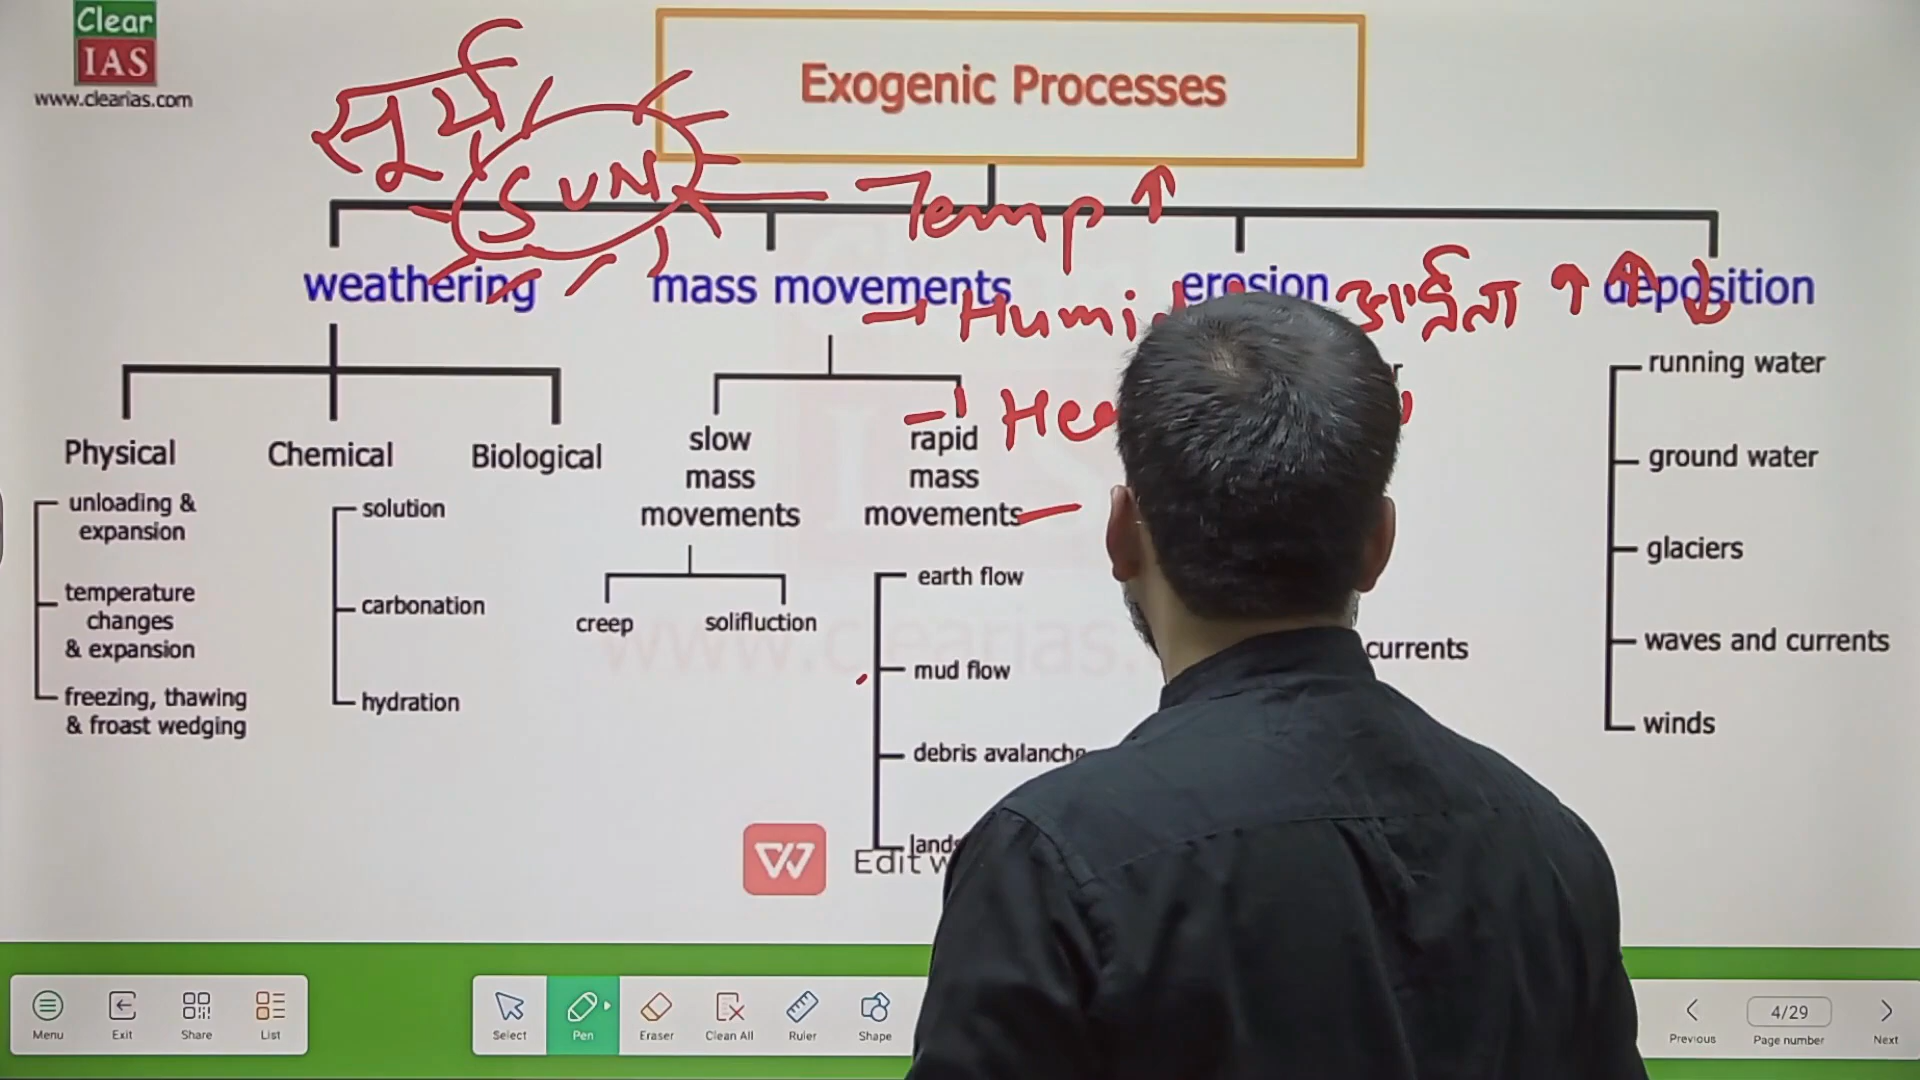 Clear
IAS
www.clearias.com
Exogenic Processes
सूर्य
SUN
Temp ↑
weathering
mass movements
erosion
deposition
आर्द्रता ↑ ↑ ↓
Physical
Chemical
Biological
unloading &
expansion
temperature
changes
& expansion
freezing, thawing
& froast wedging
solution
carbonation
hydration
slow
mass
movements
creep
solifluction
rapid
mass
movements
earth flow
mud flow
debris avalanche
currents
running water
ground water
glaciers
waves and currents
winds
www.clearias.
Edit
Menu
Exit
Share
List
Select
Pen
Eraser
Clean All
Ruler
Shape
Previous
4/29
Page number
Next